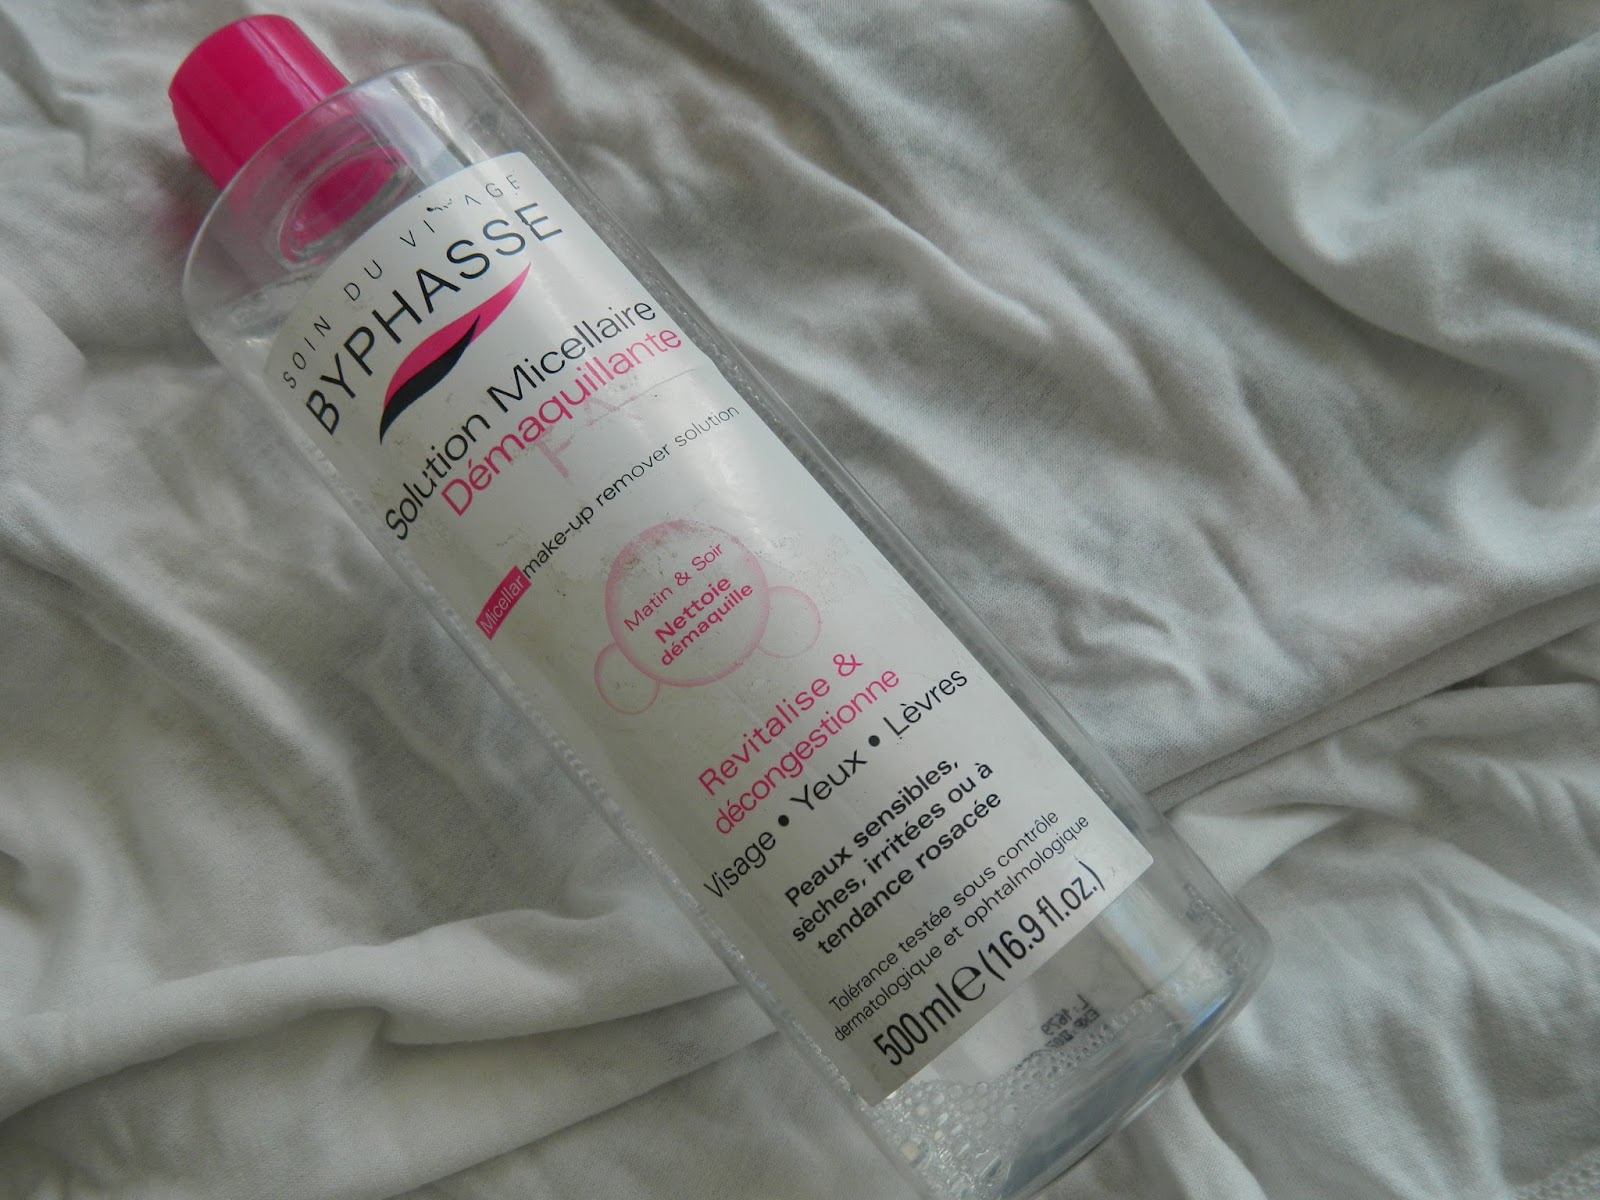 SOIN DU VISAGE
BYPHASSE
Solution Micellaire
Démaquillante
Micellar make-up remover solution
Matin & Soir
Nettoie
démaquille
Revitalise &
décongestionne
Visage • Yeux • Lèvres
Peaux sensibles,
sèches, irritées ou à
tendance rosacée
Tolérance testée sous contrôle
dermatologique et ophtalmologique
500ml e (16.9 fl.oz.)